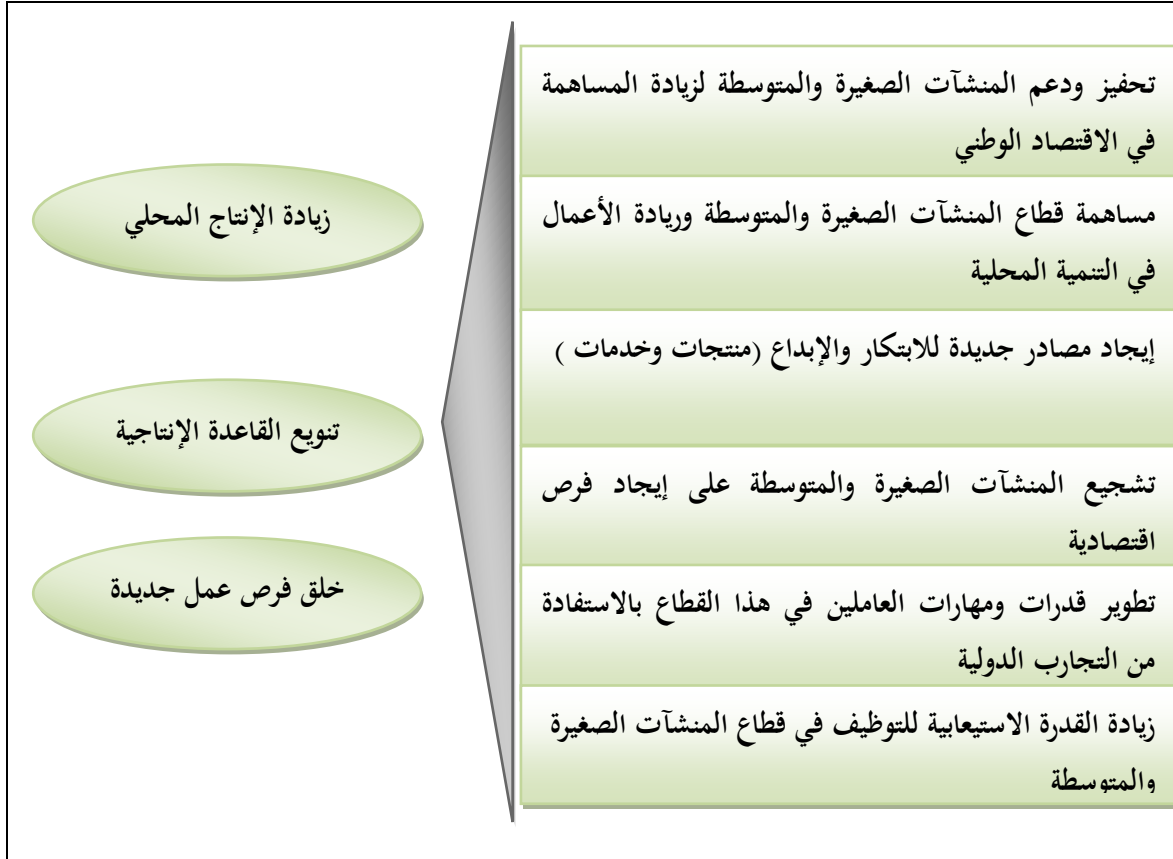 تحفيز ودعم المنشآت الصغيرة والمتوسطة لزيادة المساهمة
في الاقتصاد الوطني
مساهمة قطاع المنشآت الصغيرة والمتوسطة وريادة الأعمال
في التنمية المحلية
إيجاد مصادر جديدة للابتكار والإبداع (منتجات وخدمات )
تشجيع المنشآت الصغيرة والمتوسطة على إيجاد فرص
اقتصادية
تطوير قدرات ومهارات العاملين في هذا القطاع بالاستفادة
من التجارب الدولية
زيادة القدرة الاستيعابية للتوظيف في قطاع المنشآت الصغيرة
والمتوسطة
زيادة الإنتاج المحلي
تنويع القاعدة الإنتاجية
خلق فرص عمل جديدة